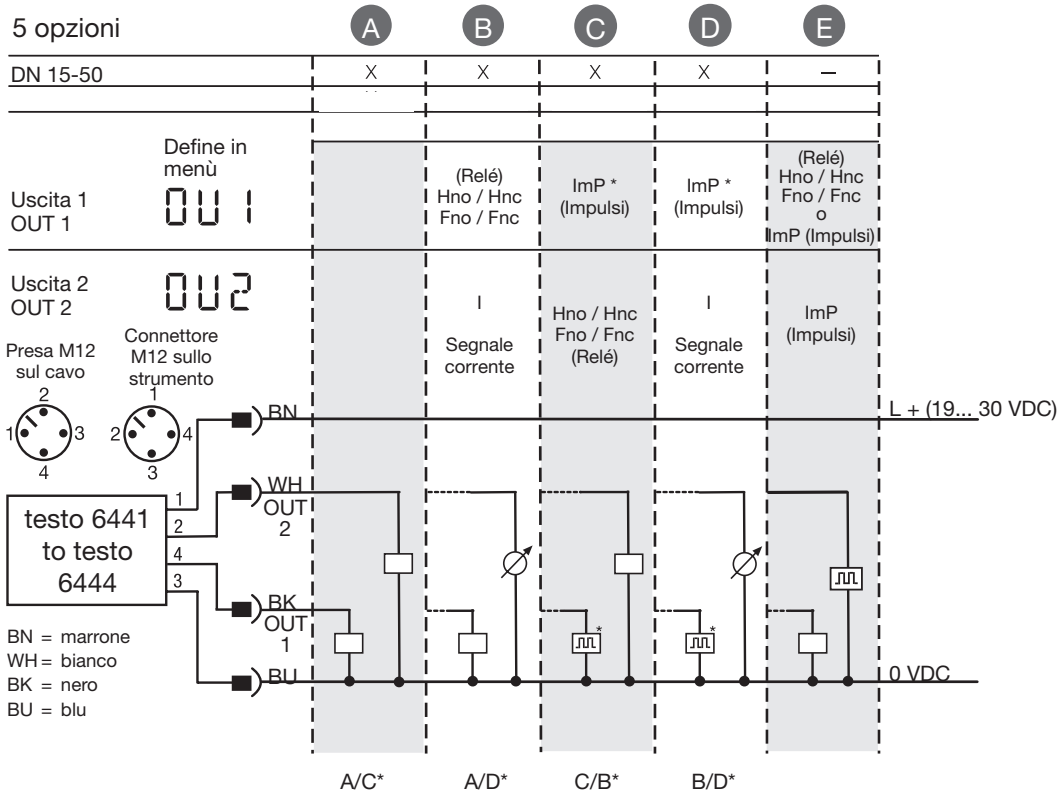 5 opzioni
A
B
C
D
E
DN 15-50
X
X
X
X
—
Define in
menù
Uscita 1
OUT 1
OU1
(Relé)
Hno / Hnc
Fno / Fnc
ImP *
(Impulsi)
ImP *
(Impulsi)
(Relé)
Hno / Hnc
Fno / Fnc
o
ImP (Impulsi)
Uscita 2
OUT 2
OU2
I
Segnale
corrente
Hno / Hnc
Fno / Fnc
(Relé)
I
Segnale
corrente
ImP
(Impulsi)
Presa M12
sul cavo
2
1
3
4
Connettore
M12 sullo
strumento
1
2
4
3
BN
L + (19... 30 VDC)
WH
OUT
2
testo 6441
to testo
6444
1
2
4
3
BK
OUT
1
*
*
BU
0 VDC
BN = marrone
WH = bianco
BK = nero
BU = blu
A/C*
A/D*
C/B*
B/D*